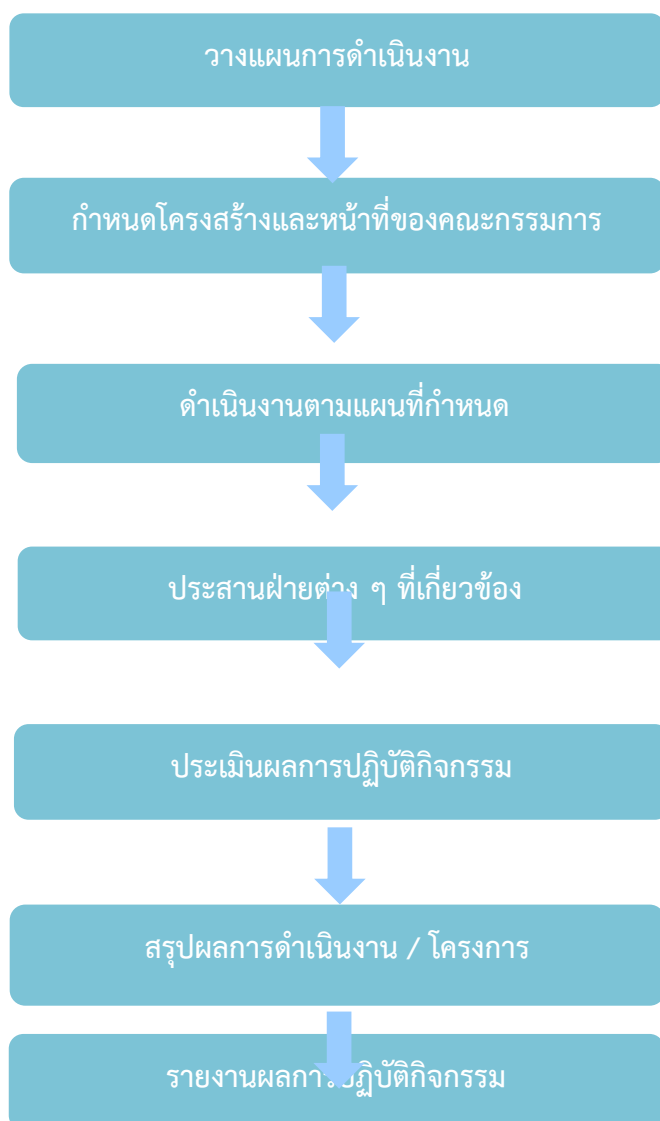 วางแผนการดำเนินงาน
กำหนดโครงสร้างและหน้าที่ของคณะกรรมการ
ดำเนินงานตามแผนที่กำหนด
ประสานฝ่ายต่าง ๆ ที่เกี่ยวข้อง
ประเมินผลการปฏิบัติกิจกรรม
สรุปผลการดำเนินงาน / โครงการ
รายงานผลการปฏิบัติกิจกรรม